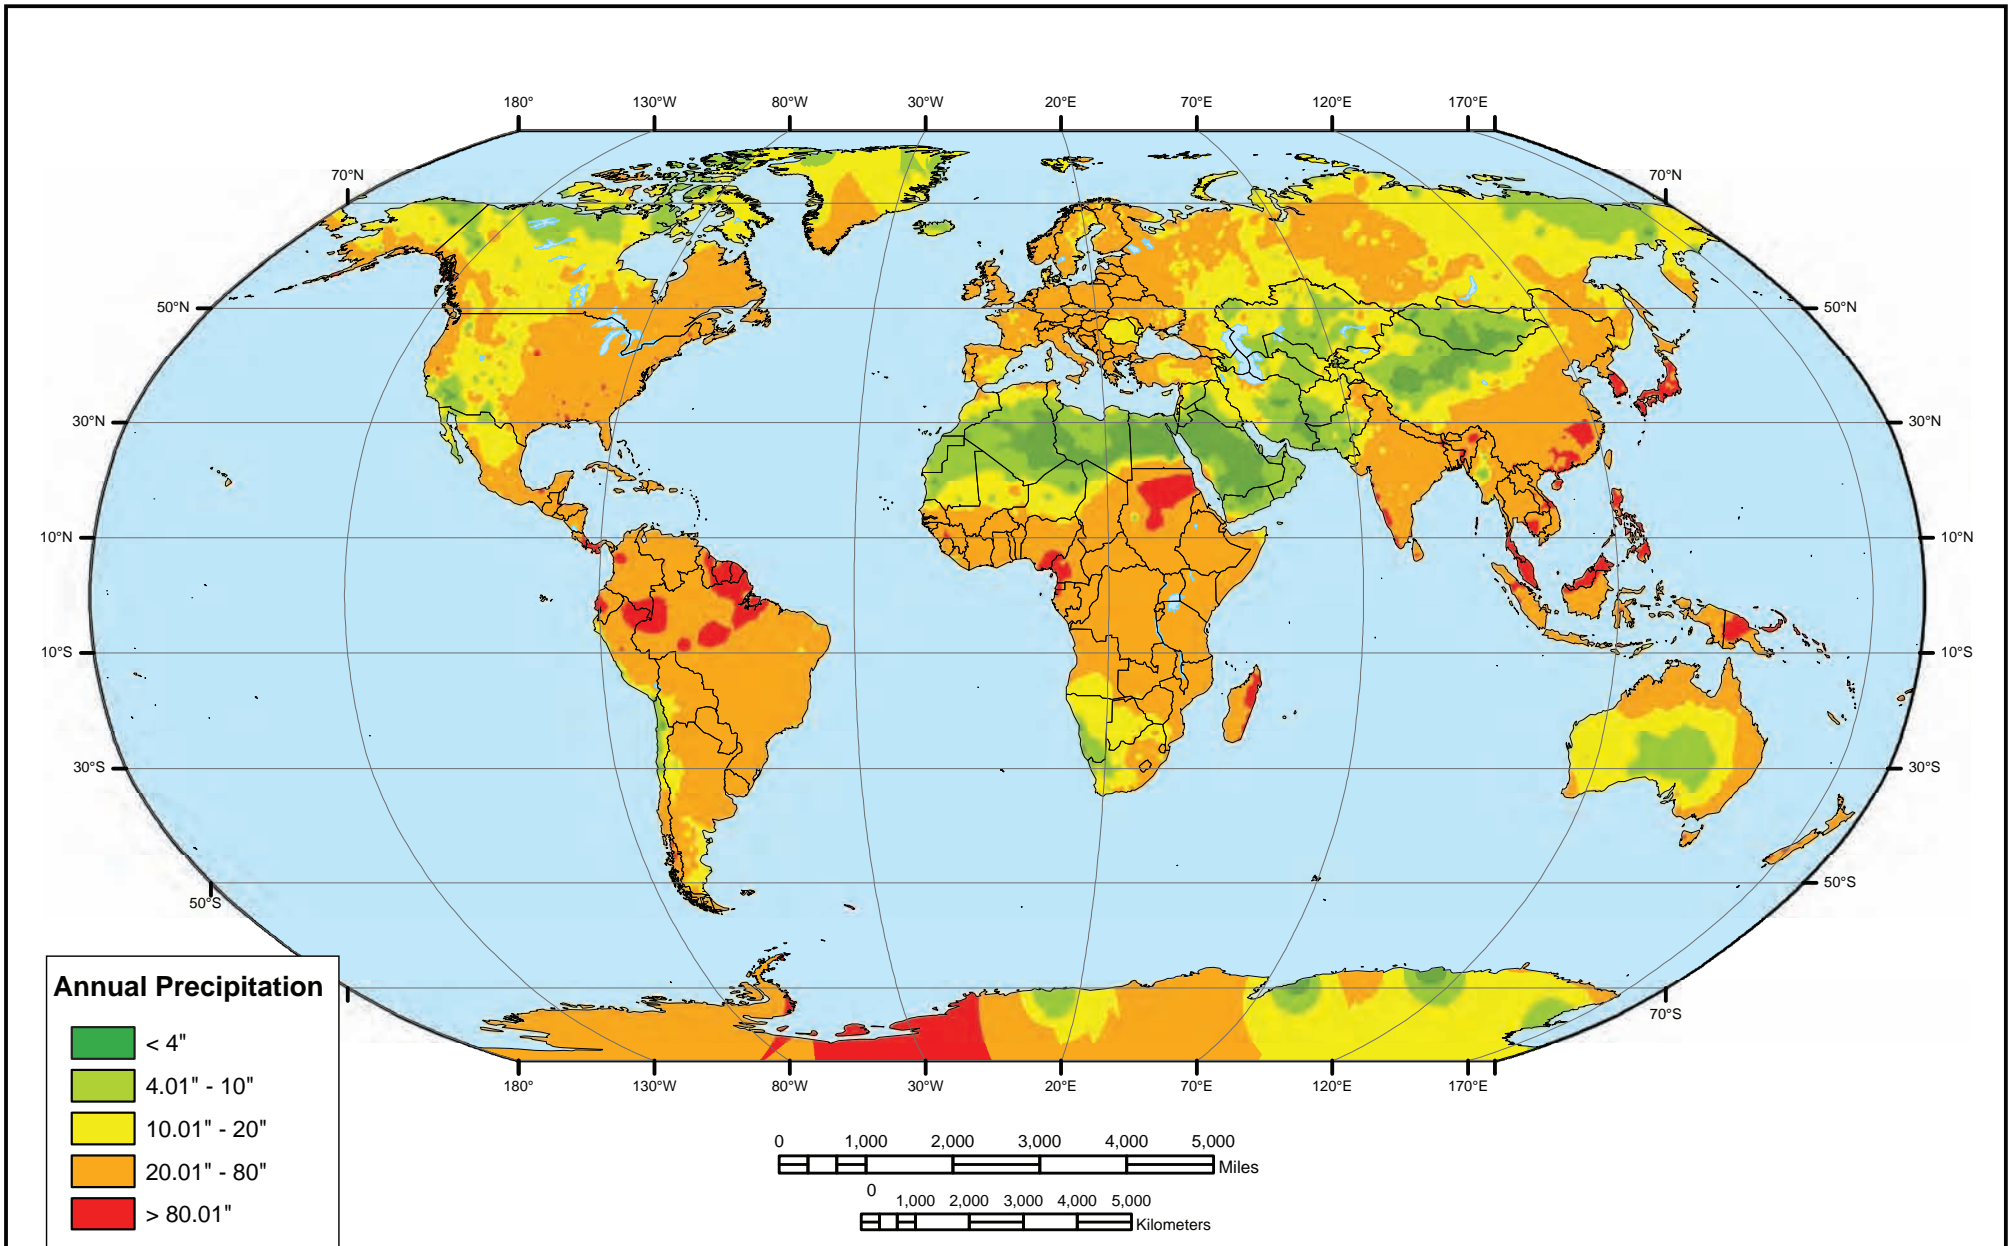 180° 130°W 80°W 30°W 20°E 70°E 120°E 170°E
70°N 70°N
50°N 50°N
30°N 30°N
10°N 10°N
10°S 10°S
30°S 30°S
50°S 50°S
70°S
180° 130°W 80°W 30°W 20°E 70°E 120°E 170°E
Annual Precipitation
< 4"
4.01" - 10"
10.01" - 20"
20.01" - 80"
> 80.01"
0 1,000 2,000 3,000 4,000 5,000
Miles
0 1,000 2,000 3,000 4,000 5,000
Kilometers